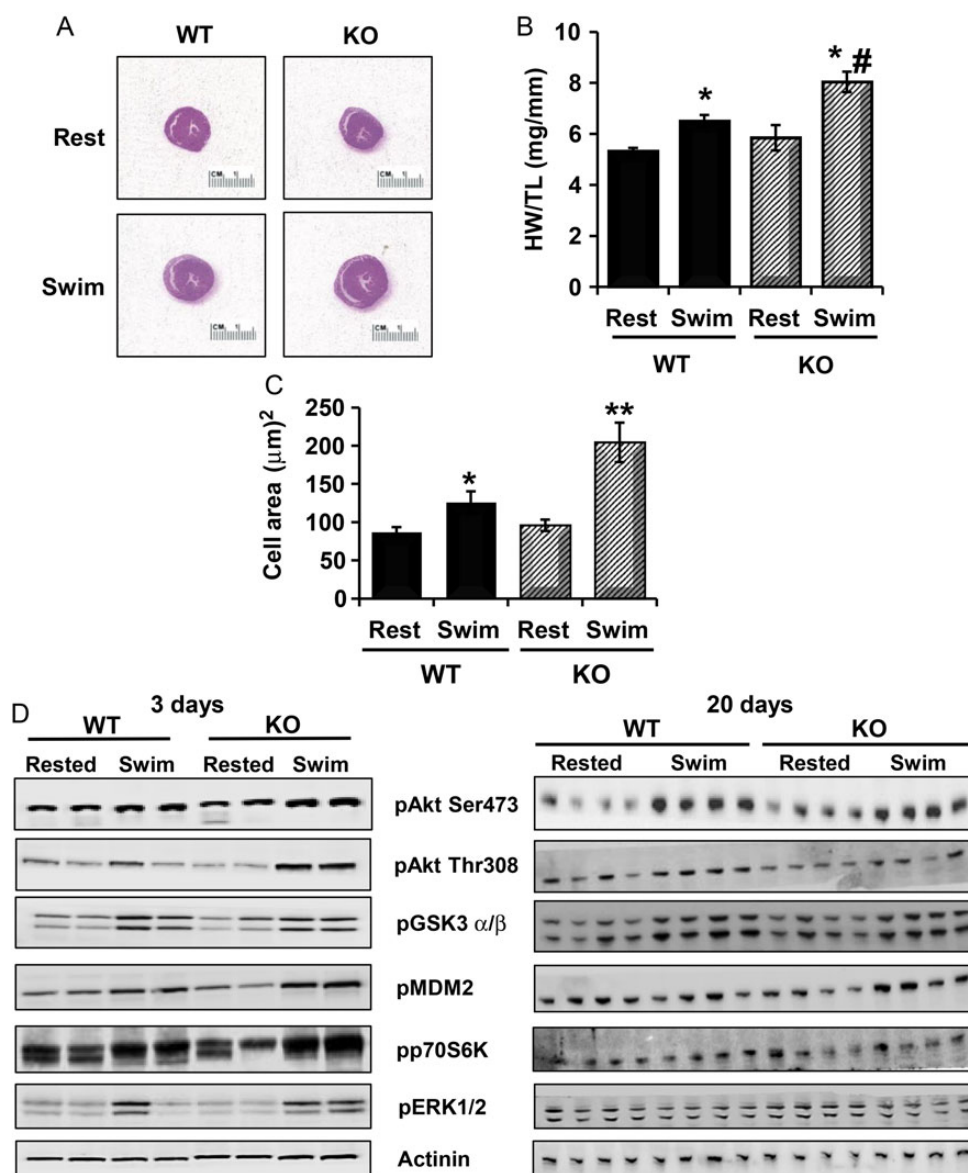 A
WT KO
Rest
CM 1
CM 1
Swim
CM 1
CM 1
B
* * #
10
8
6
4
2
0
HW/TL (mg/mm)
Rest Swim Rest Swim
WT KO
C
* **
250
200
150
100
50
0
Cell area (μm)²
Rest Swim Rest Swim
WT KO
D
3 days
WT KO
Rested Swim Rested Swim
20 days
WT KO
Rested Swim Rested Swim
pAkt Ser473
pAkt Thr308
pGSK3 α/β
pMDM2
pp70S6K
pERK1/2
Actinin